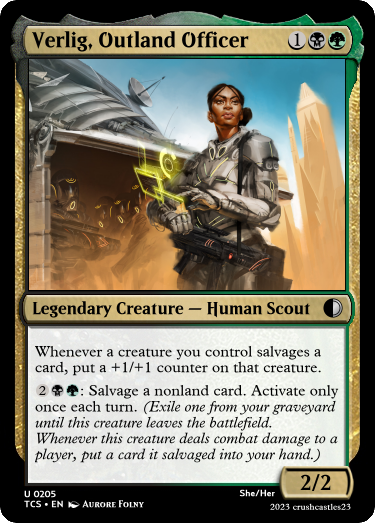 Verlig, Outland Officer 1
Legendary Creature — Human Scout
Whenever a creature you control salvages a
card, put a +1/+1 counter on that creature.
2 : Salvage a nonland card. Activate only
once each turn. (Exile one from your graveyard
until this creature leaves the battlefield.
Whenever this creature deals combat damage to a
player, put a card it salvaged into your hand.)
2/2
U 0205 She/Her
TCS • EN Aurore Folny 2023 crushcastles23